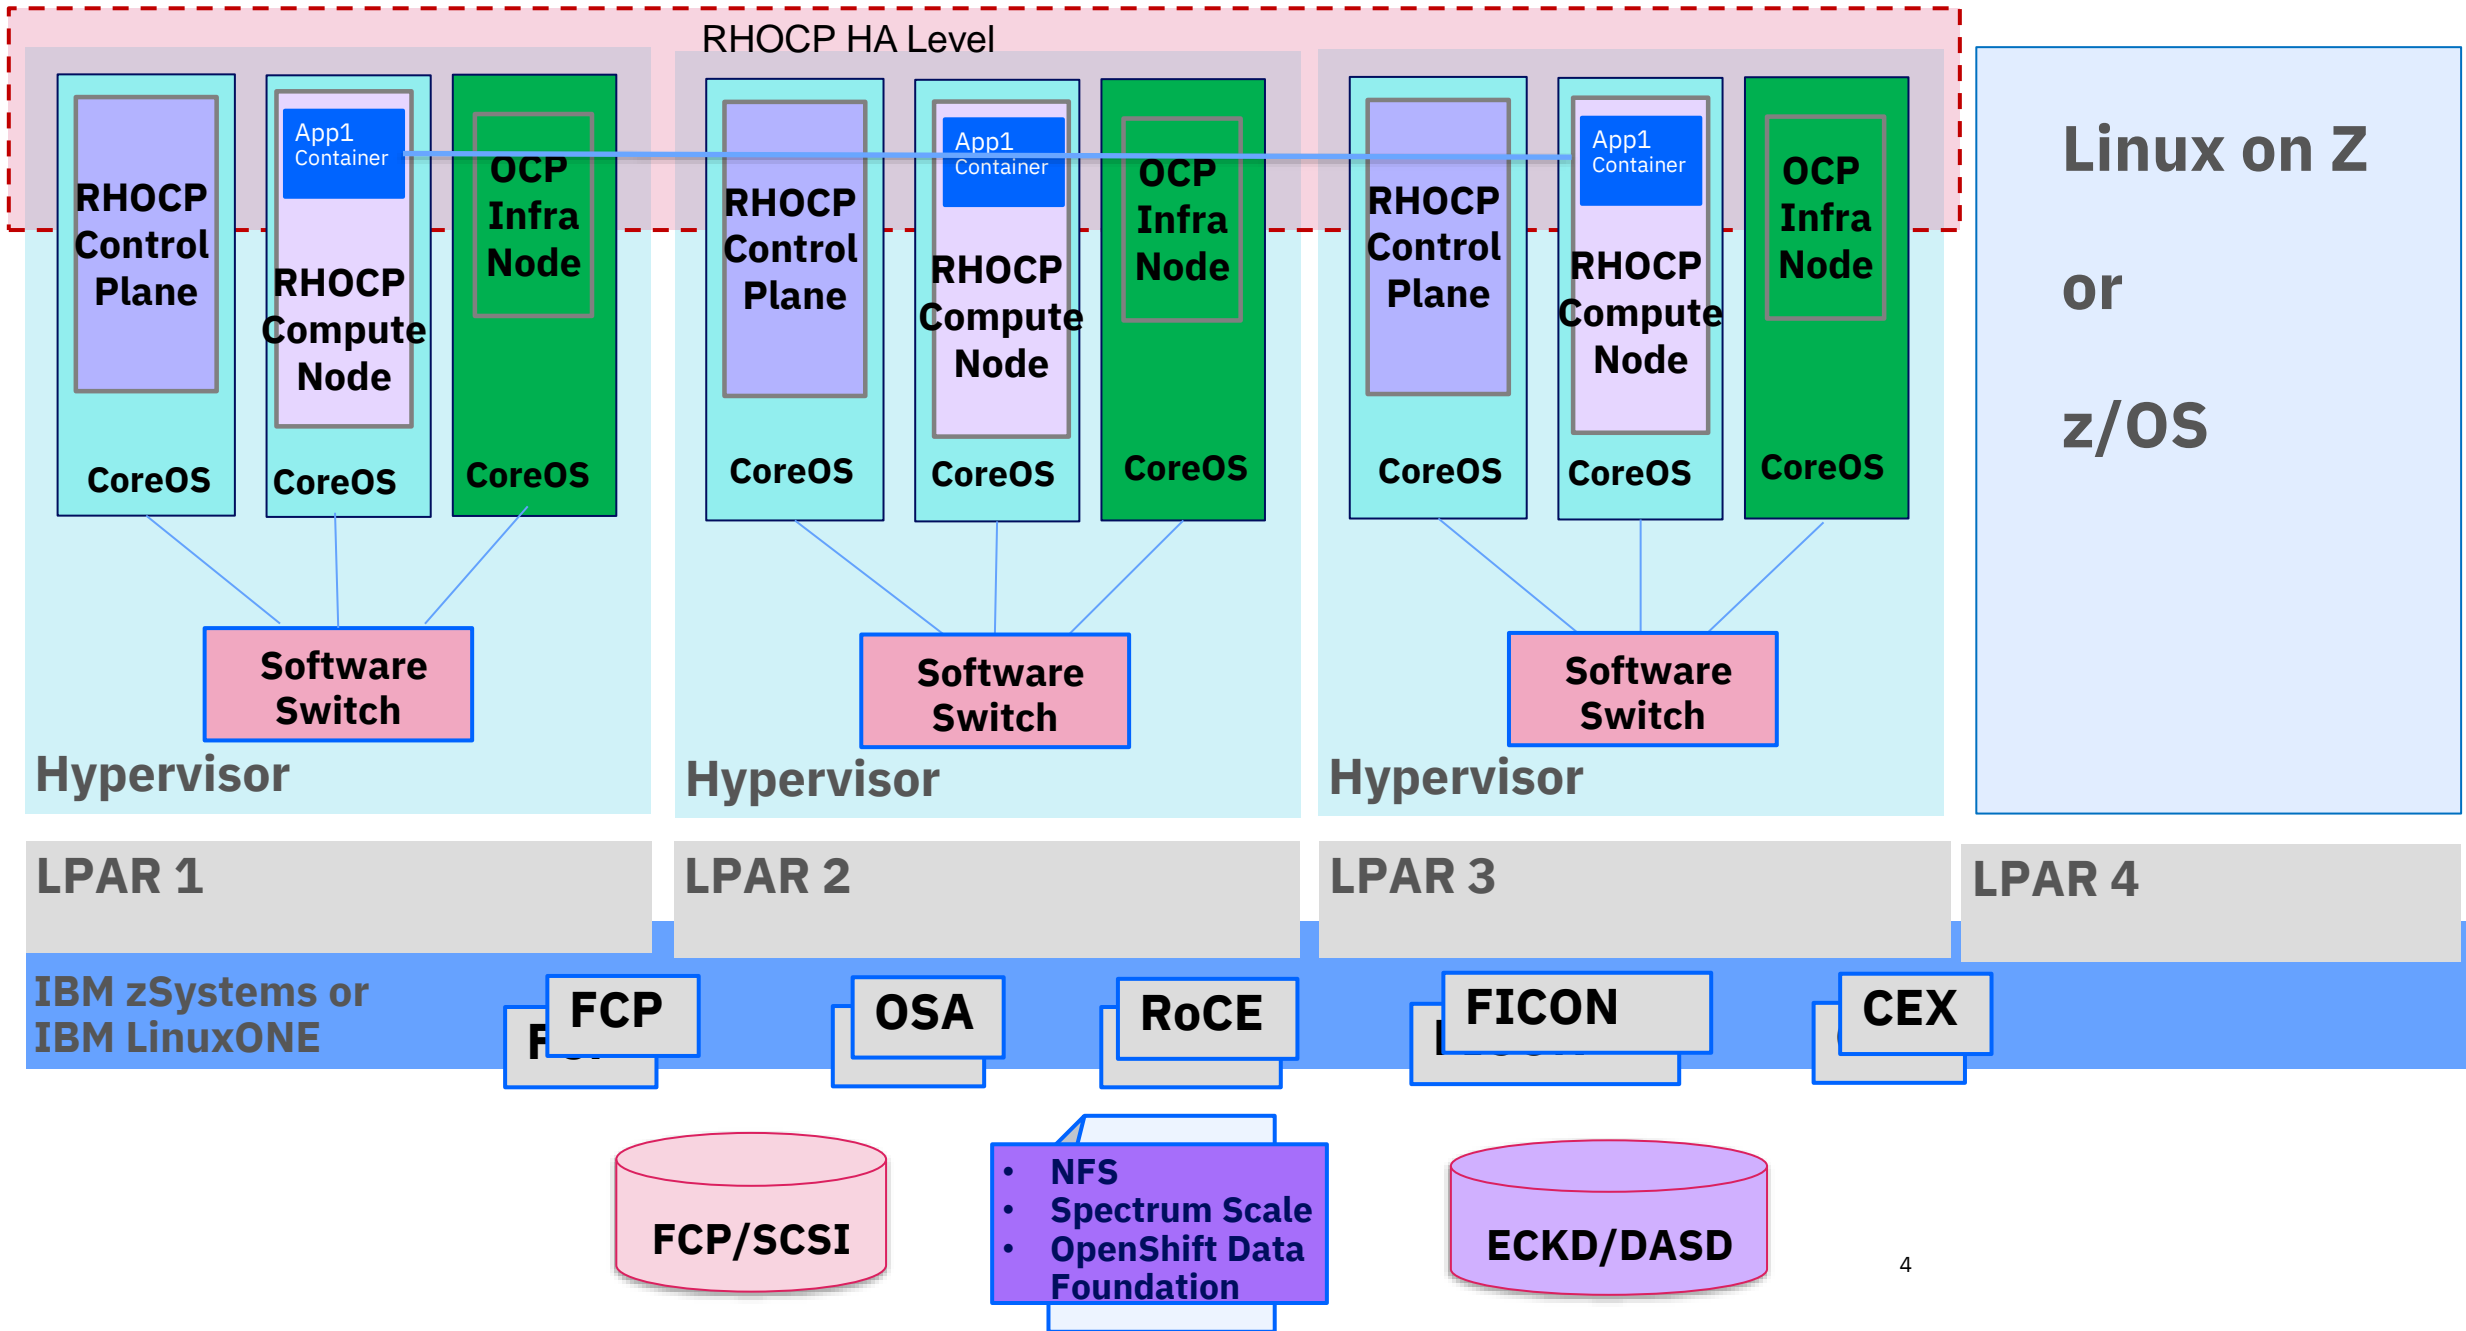 RHOCP HA Level
RHOCP
Control
Plane
CoreOS
App1
Container
RHOCP
Compute
Node
CoreOS
OCP
Infra
Node
CoreOS
Software
Switch
Hypervisor
RHOCP
Control
Plane
CoreOS
App1
Container
RHOCP
Compute
Node
CoreOS
OCP
Infra
Node
CoreOS
Software
Switch
Hypervisor
RHOCP
Control
Plane
CoreOS
App1
Container
RHOCP
Compute
Node
CoreOS
OCP
Infra
Node
CoreOS
Software
Switch
Hypervisor
Linux on Z
or
z/OS
LPAR 1
LPAR 2
LPAR 3
LPAR 4
IBM zSystems or
IBM LinuxONE
FCP
OSA
RoCE
FICON
CEX
FCP/SCSI
• NFS
• Spectrum Scale
• OpenShift Data
Foundation
ECKD/DASD
4